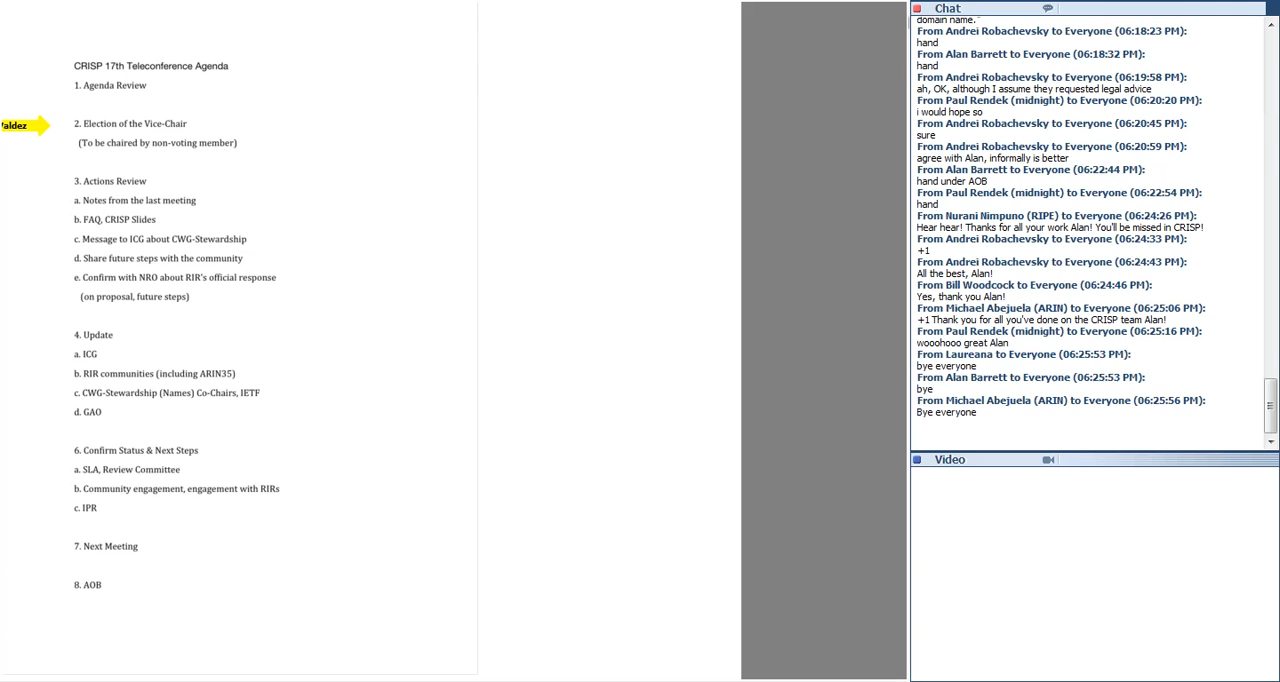 CRISP 17th Teleconference Agenda
1. Agenda Review
aldez
2. Election of the Vice-Chair
(To be chaired by non-voting member)
3. Actions Review
a. Notes from the last meeting
b. FAQ, CRISP Slides
c. Message to ICG about CWG-Stewardship
d. Share future steps with the community
e. Confirm with NRO about RIR's official response
(on proposal, future steps)
4. Update
a. ICG
b. RIR communities (including ARIN35)
c. CWG-Stewardship (Names) Co-Chairs, IETF
d. GAO
6. Confirm Status & Next Steps
a. SLA, Review Committee
b. Community engagement, engagement with RIRs
c. IPR
7. Next Meeting
8. AOB
Chat
domain name."
From Andrei Robachevsky to Everyone (06:18:23 PM):
hand
From Alan Barrett to Everyone (06:18:32 PM):
hand
From Andrei Robachevsky to Everyone (06:19:58 PM):
ah, OK, although I assume they requested legal advice
From Paul Rendek (midnight) to Everyone (06:20:20 PM):
i would hope so
From Andrei Robachevsky to Everyone (06:20:45 PM):
sure
From Andrei Robachevsky to Everyone (06:20:59 PM):
agree with Alan, informally is better
From Alan Barrett to Everyone (06:22:44 PM):
hand under AOB
From Paul Rendek (midnight) to Everyone (06:22:54 PM):
hand
From Nurani Nimpuno (RIPE) to Everyone (06:24:26 PM):
Hear hear! Thanks for all your work Alan! You'll be missed in CRISP!
From Andrei Robachevsky to Everyone (06:24:33 PM):
+1
From Andrei Robachevsky to Everyone (06:24:43 PM):
All the best, Alan!
From Bill Woodcock to Everyone (06:24:46 PM):
Yes, thank you Alan!
From Michael Abejuela (ARIN) to Everyone (06:25:06 PM):
+1 Thank you for all you've done on the CRISP team Alan!
From Paul Rendek (midnight) to Everyone (06:25:16 PM):
wooohooo great Alan
From Laureana to Everyone (06:25:53 PM):
bye everyone
From Alan Barrett to Everyone (06:25:53 PM):
bye
From Michael Abejuela (ARIN) to Everyone (06:25:56 PM):
Bye everyone
Video